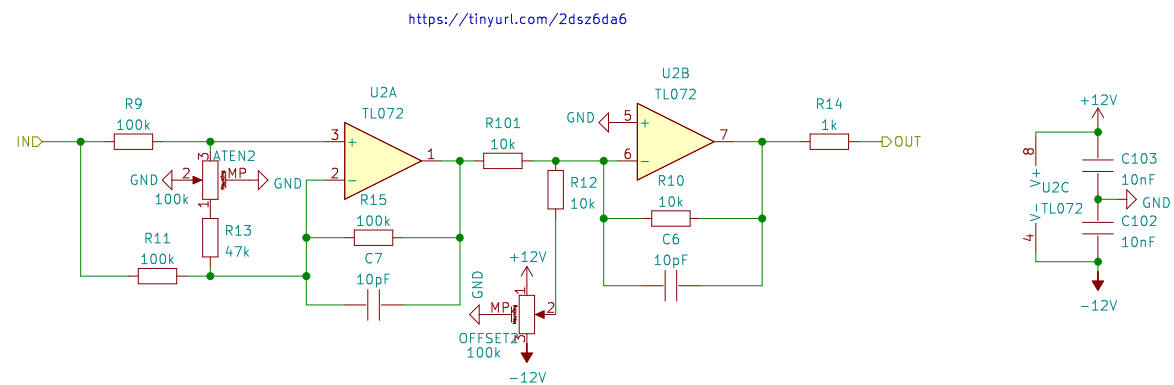 https://tinyurl.com/2dsz6da6
U2A
TL072
U2B
TL072
R9
100k
IN
3
+
2
−
1
R101
10k
GND
5
+
6
−
7
R14
1k
OUT
ATEN2
3
GND
2
MP
GND
100k
1
R13
47k
R11
100k
R15
100k
C7
10pF
R12
10k
R10
10k
C6
10pF
+12V
GND
MP
1
2
3
OFFSET2
100k
-12V
+12V
8
V+
U2C
TL072
V-
4
C103
10nF
GND
C102
10nF
-12V